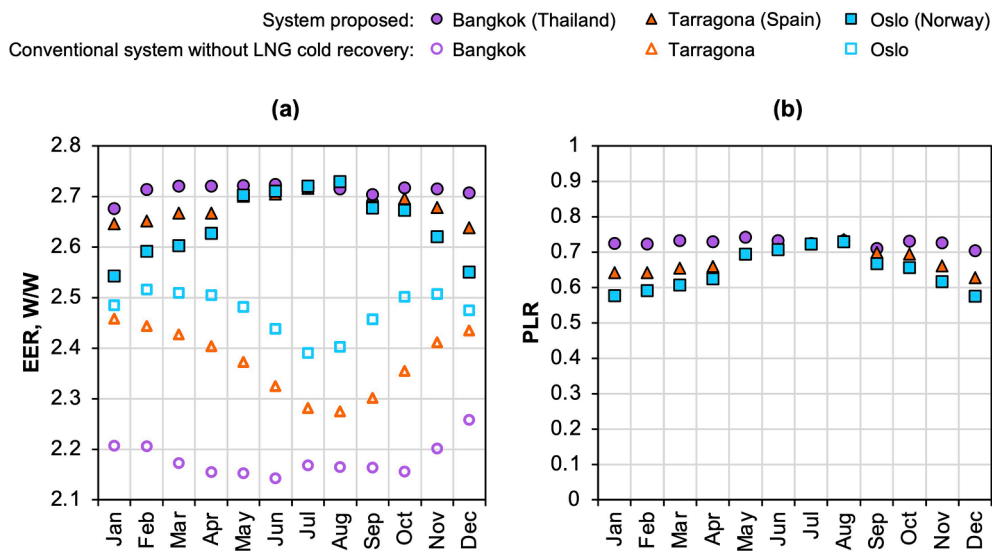 System proposed: Bangkok (Thailand) Tarragona (Spain) Oslo (Norway)
Conventional system without LNG cold recovery: Bangkok Tarragona Oslo
(a) (b)
EER, W/W
2.8
2.7
2.6
2.5
2.4
2.3
2.2
2.1
Jan Feb Mar Apr May Jun Jul Aug Sep Oct Nov Dec
PLR
1
0.9
0.8
0.7
0.6
0.5
0.4
0.3
0.2
0.1
0
Jan Feb Mar Apr May Jun Jul Aug Sep Oct Nov Dec